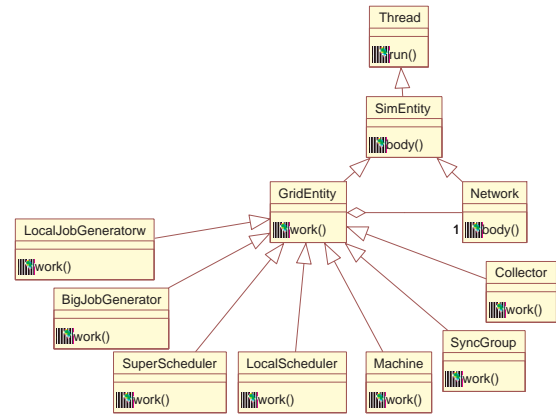 Thread
run()
SimEntity
body()
GridEntity
work()
Network
1
body()
LocalJobGeneratorw
work()
BigJobGenerator
work()
Collector
work()
SuperScheduler
work()
LocalScheduler
work()
Machine
work()
SyncGroup
work()